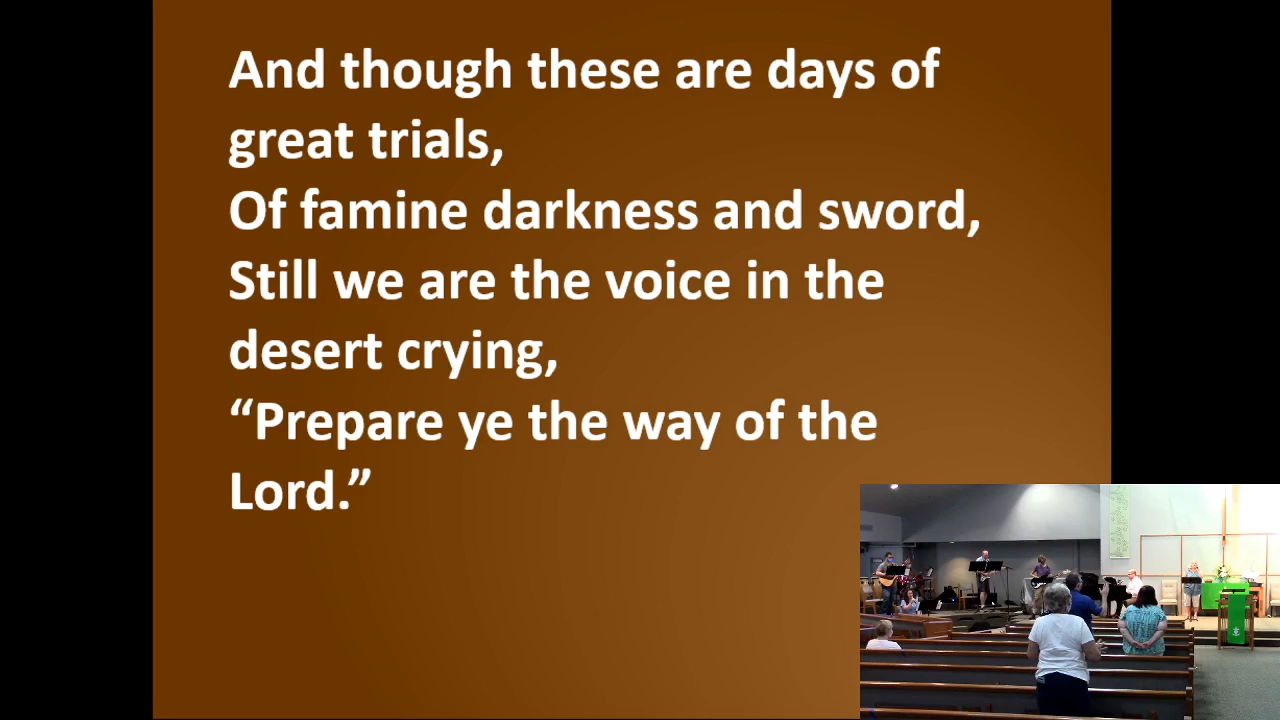 And though these are days of
great trials,
Of famine darkness and sword,
Still we are the voice in the
desert crying,
“Prepare ye the way of the
Lord.”